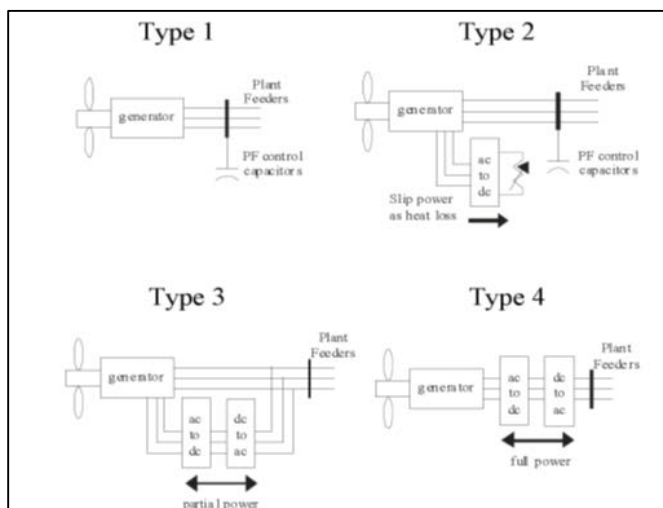 Type 1
Plant
Feeders
generator
PF control
capacitors
Type 2
Plant
Feeders
generator
ac
to
dc
PF control
capacitors
Slip power
as heat loss
Type 3
Plant
Feeders
generator
ac
to
dc
dc
to
ac
partial power
Type 4
Plant
Feeders
generator
ac
to
dc
dc
to
ac
full power